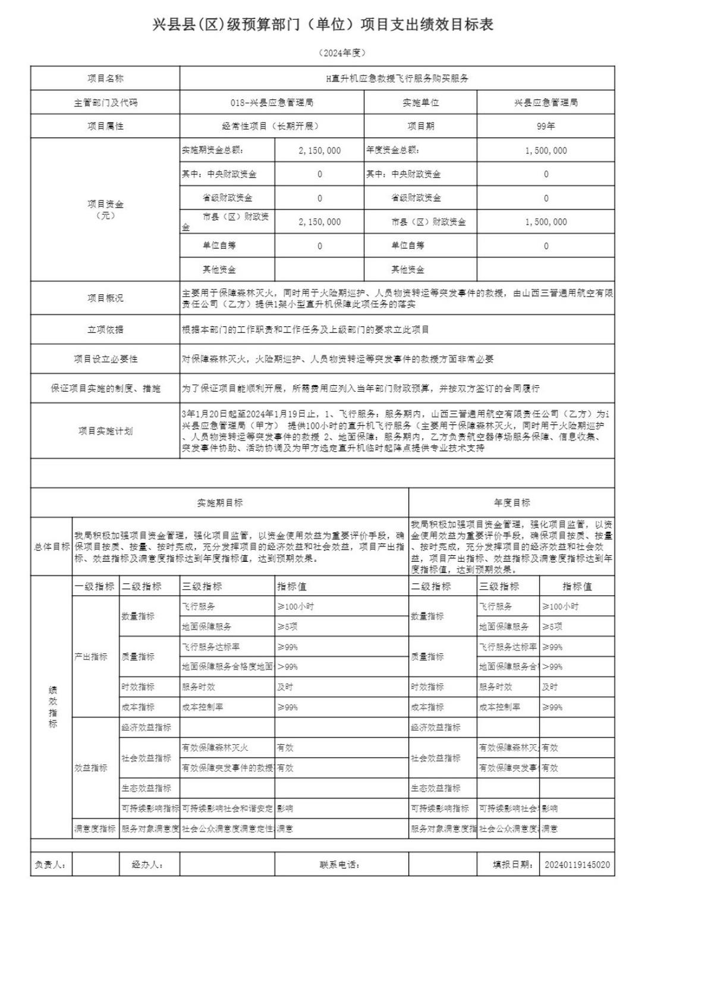 兴县县(区)级预算部门（单位）项目支出绩效目标表
（2024年度）
项目名称 H直升机应急救援飞行服务购买服务
主管部门及代码 018-兴县应急管理局 实施单位 兴县应急管理局
项目属性 经常性项目（长期开展） 项目期 99年
项目资金
（元）
实施期资金总额： 2,150,000 年度资金总额： 1,500,000
其中：中央财政资金 0 其中：中央财政资金 0
省级财政资金 0 省级财政资金 0
市县（区）财政资
金 2,150,000 市县（区）财政资金 1,500,000
单位自筹 0 单位自筹 0
其他资金 其他资金
项目概况
主要用于保障森林灭火，同时用于火险期巡护、人员物资转运等突发事件的救援，由山西三晋通用航空有限
责任公司（乙方）提供1架小型直升机保障此项任务的落实
立项依据 根据本部门的工作职责和工作任务及上级部门的要求立此项目
项目设立必要性 对保障森林灭火，火险期巡护、人员物资转运等突发事件的救援方面非常必要
保证项目实施的制度、措施 为了保证项目能顺利开展，所需费用应列入当年部门财政预算，并按双方签订的合同履行
项目实施计划
3年1月20日起至2024年1月19日止，1、飞行服务：服务期内，山西三晋通用航空有限责任公司（乙方）为i
兴县应急管理局（甲方） 提供100小时的直升机飞行服务（主要用于保障森林灭火，同时用于火险期巡护
、人员物资转运等突发事件的救援 2、地面保障：服务期内，乙方负责航空器停场服务保障、信息收集、
突发事件协助、活动协调及为甲方选定直升机临时起降点提供专业技术支持
实施期目标 年度目标
总体目标
我局积极加强项目资金管理，强化项目监管，以资金使用效益为重要评价手段，确
保项目按质、按量、按时完成，充分发挥项目的经济效益和社会效益，项目产出指
标、效益指标及满意度指标达到年度指标值，达到预期效果。
我局积极加强项目资金管理，强化项目监管，以资
金使用效益为重要评价手段，确保项目按质、按量
、按时完成，充分发挥项目的经济效益和社会效
益，项目产出指标、效益指标及满意度指标达到年
度指标值，达到预期效果。
绩
效
指
标
一级指标 二级指标 三级指标 指标值 二级指标 三级指标 指标值
产出指标
数量指标 飞行服务 ≥100小时 数量指标 飞行服务 ≥100小时
地面保障服务 ≥5项 地面保障服务 ≥5项
质量指标 飞行服务达标率 ≥99% 质量指标 飞行服务达标率 ≥99%
地面保障服务合格度地面 >99% 地面保障服务合 >99%
时效指标 服务时效 及时 时效指标 服务时效 及时
成本指标 成本控制率 ≥99% 成本指标 成本控制率 ≥99%
效益指标
经济效益指标 经济效益指标
社会效益指标 有效保障森林灭火 有效 社会效益指标 有效保障森林灭 有效
有效保障突发事件的救援 有效 有效保障突发事 有效
生态效益指标 生态效益指标
可持续影响指标 可持续影响社会和谐安定 影响 可持续影响指标 可持续影响社会 影响
满意度指标 服务对象满意度 社会公众满意度满意定性 满意 服务对象满意度指 社会公众满意度 满意
负责人： 经办人： 联系电话： 填报日期： 20240119145020